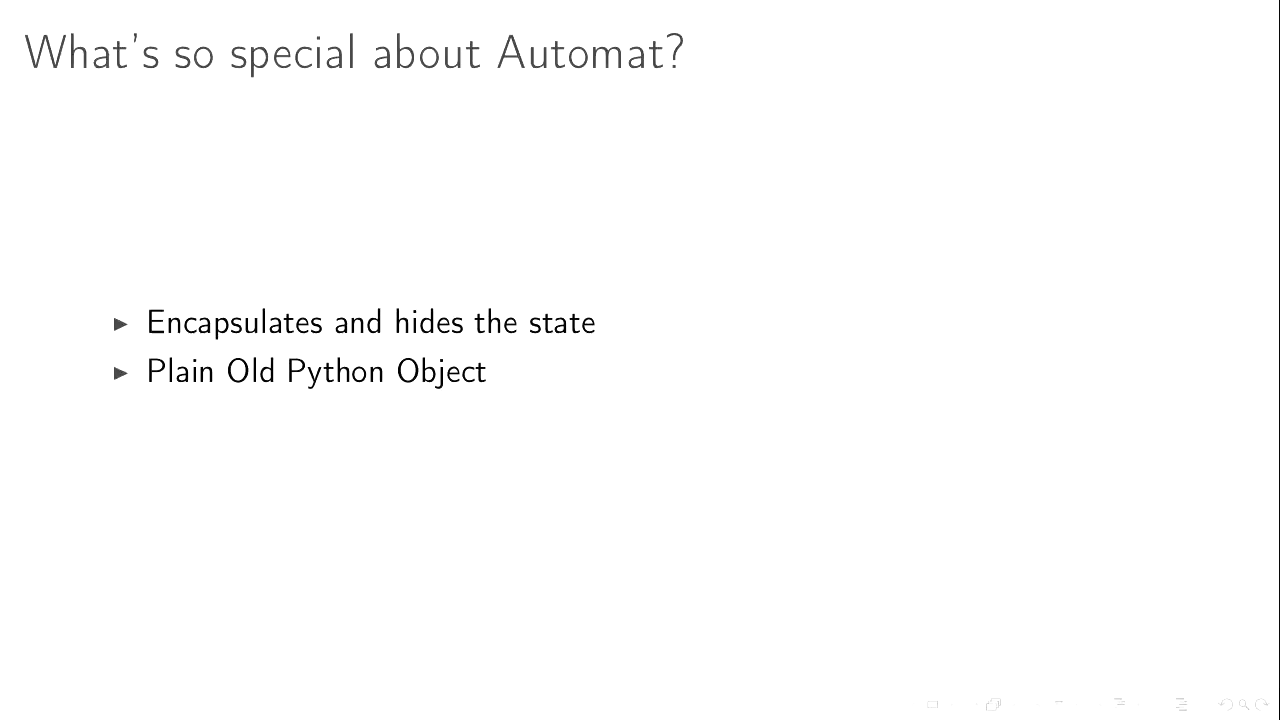 What's so special about Automat?
Encapsulates and hides the state
Plain Old Python Object